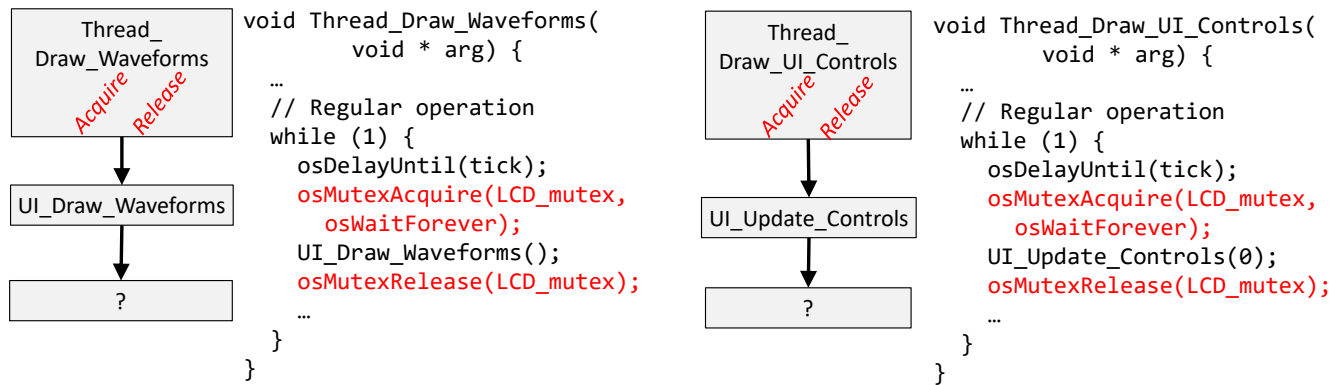 Thread_
Draw_Waveforms
Acquire
Release
UI_Draw_Waveforms
?
void Thread_Draw_Waveforms(
void * arg) {
…
// Regular operation
while (1) {
osDelayUntil(tick);
osMutexAcquire(LCD_mutex,
osWaitForever);
UI_Draw_Waveforms();
osMutexRelease(LCD_mutex);
…
}
}
Thread_
Draw_UI_Controls
Acquire
Release
UI_Update_Controls
?
void Thread_Draw_UI_Controls(
void * arg) {
…
// Regular operation
while (1) {
osDelayUntil(tick);
osMutexAcquire(LCD_mutex,
osWaitForever);
UI_Update_Controls(0);
osMutexRelease(LCD_mutex);
…
}
}